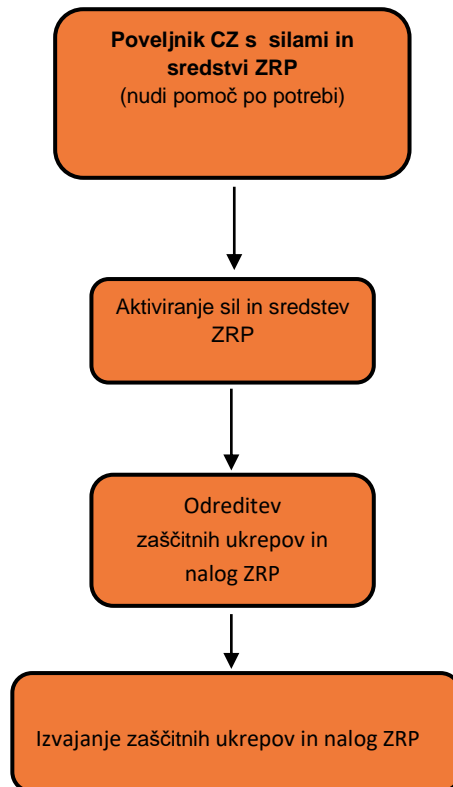 Poveljnik CZ s silami in
sredstvi ZRP
(nudi pomoč po potrebi)
Aktiviranje sil in sredstev
ZRP
Odreditev
zaščitnih ukrepov in
nalog ZRP
Izvajanje zaščitnih ukrepov in nalog ZRP